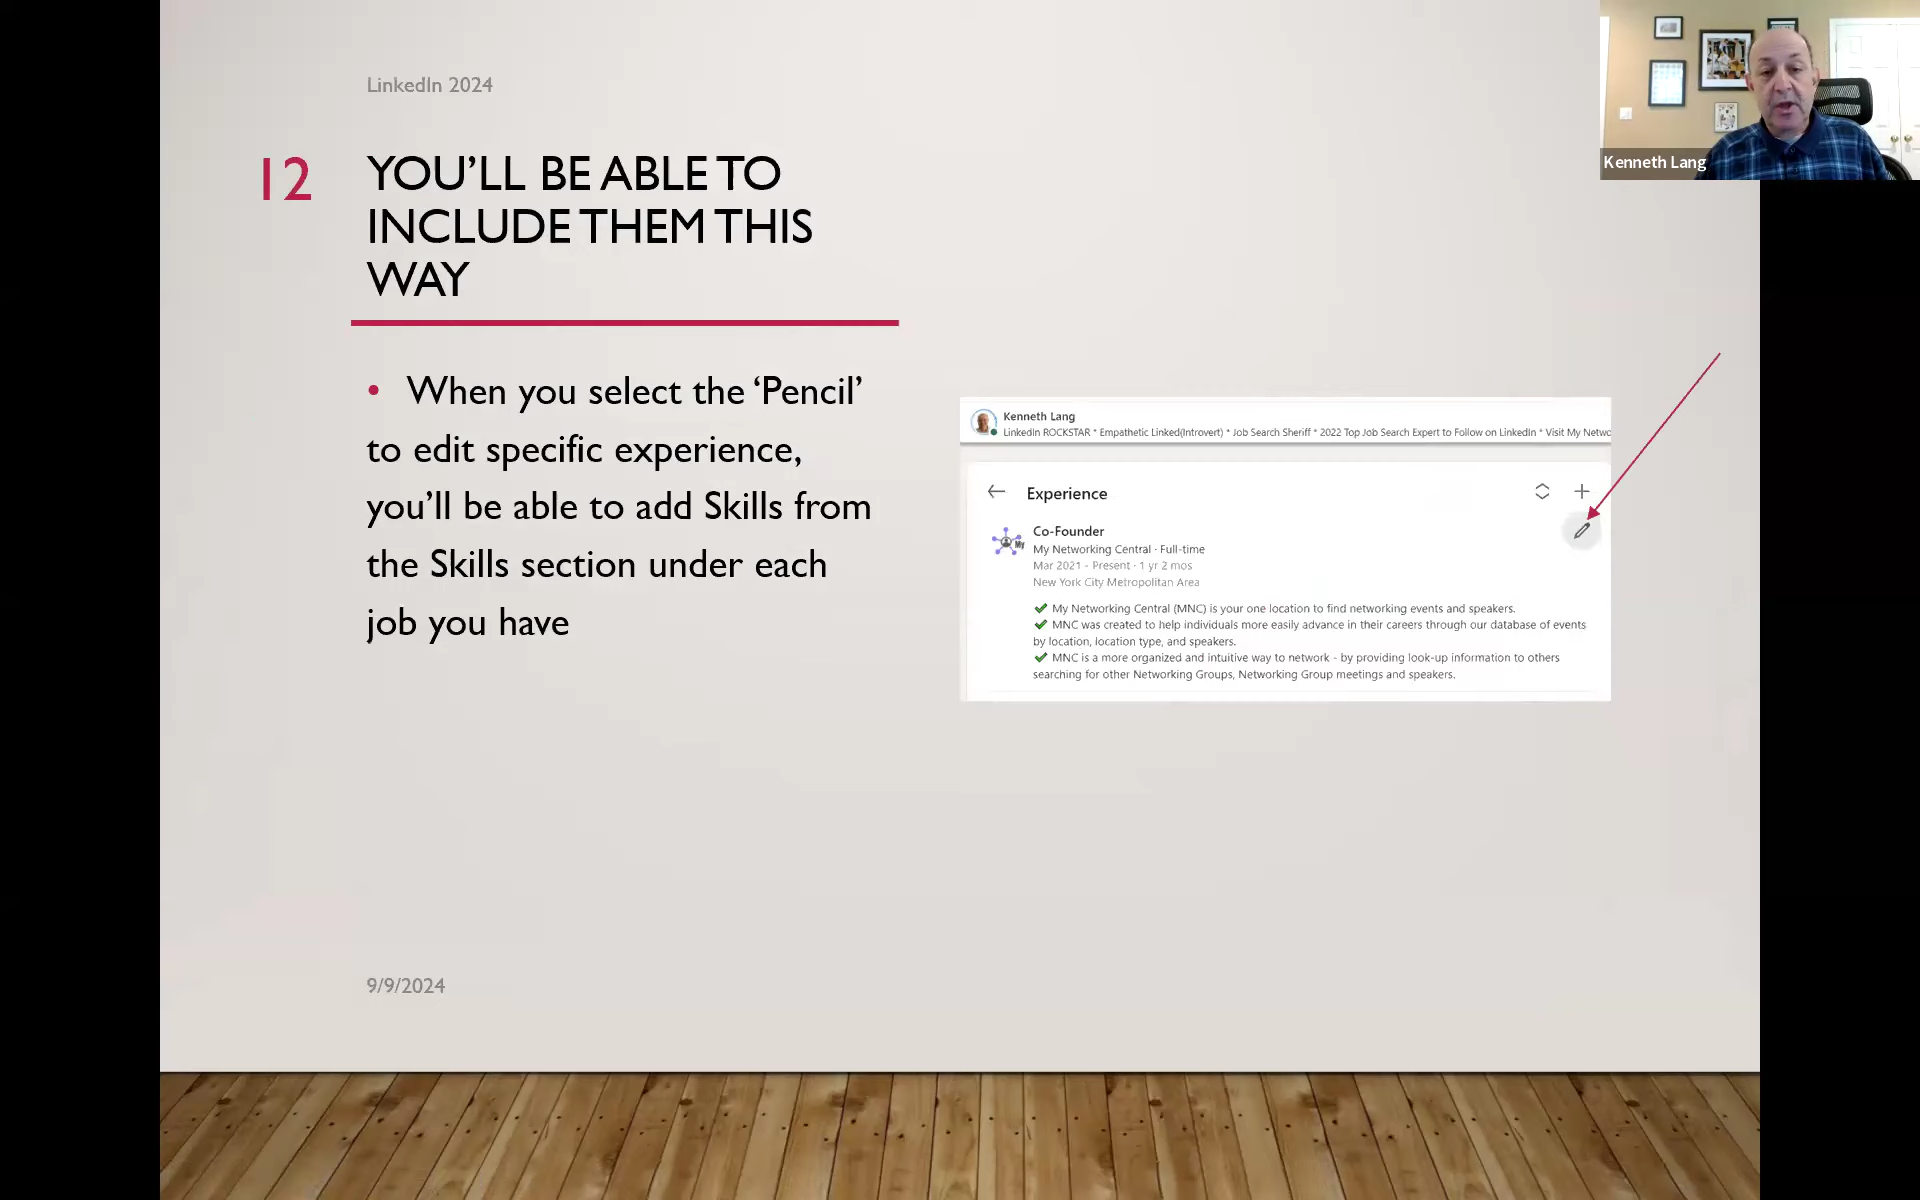 LinkedIn 2024
12
YOU’LL BE ABLE TO
INCLUDE THEM THIS
WAY
• When you select the ‘Pencil’
to edit specific experience,
you’ll be able to add Skills from
the Skills section under each
job you have
Kenneth Lang
LinkedIn ROCKSTAR * Empathetic Linked(Introvert) * Job Search Sheriff * 2022 Top Job Search Expert to Follow on LinkedIn * Visit My Netwo
Experience
Co-Founder
My Networking Central · Full-time
Mar 2021 - Present · 1 yr 2 mos
New York City Metropolitan Area
✔ My Networking Central (MNC) is your one location to find networking events and speakers.
✔ MNC was created to help individuals more easily advance in their careers through our database of events
by location, location type, and speakers.
✔ MNC is a more organized and intuitive way to network - by providing look-up information to others
searching for other Networking Groups, Networking Group meetings and speakers.
My
9/9/2024
Kenneth Lang